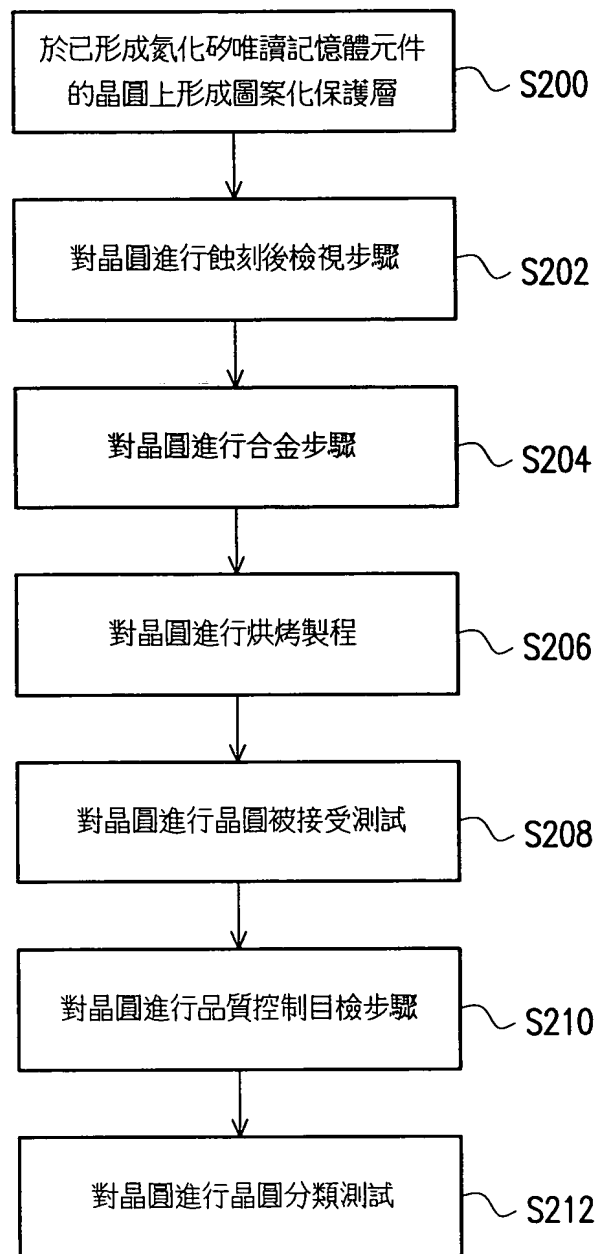 於已形成氮化矽唯讀記憶體元件
的晶圓上形成圖案化保護層
S200
對晶圓進行蝕刻後檢視步驟
S202
對晶圓進行合金步驟
S204
對晶圓進行烘烤製程
S206
對晶圓進行晶圓被接受測試
S208
對晶圓進行品質控制目檢步驟
S210
對晶圓進行晶圓分類測試
S212